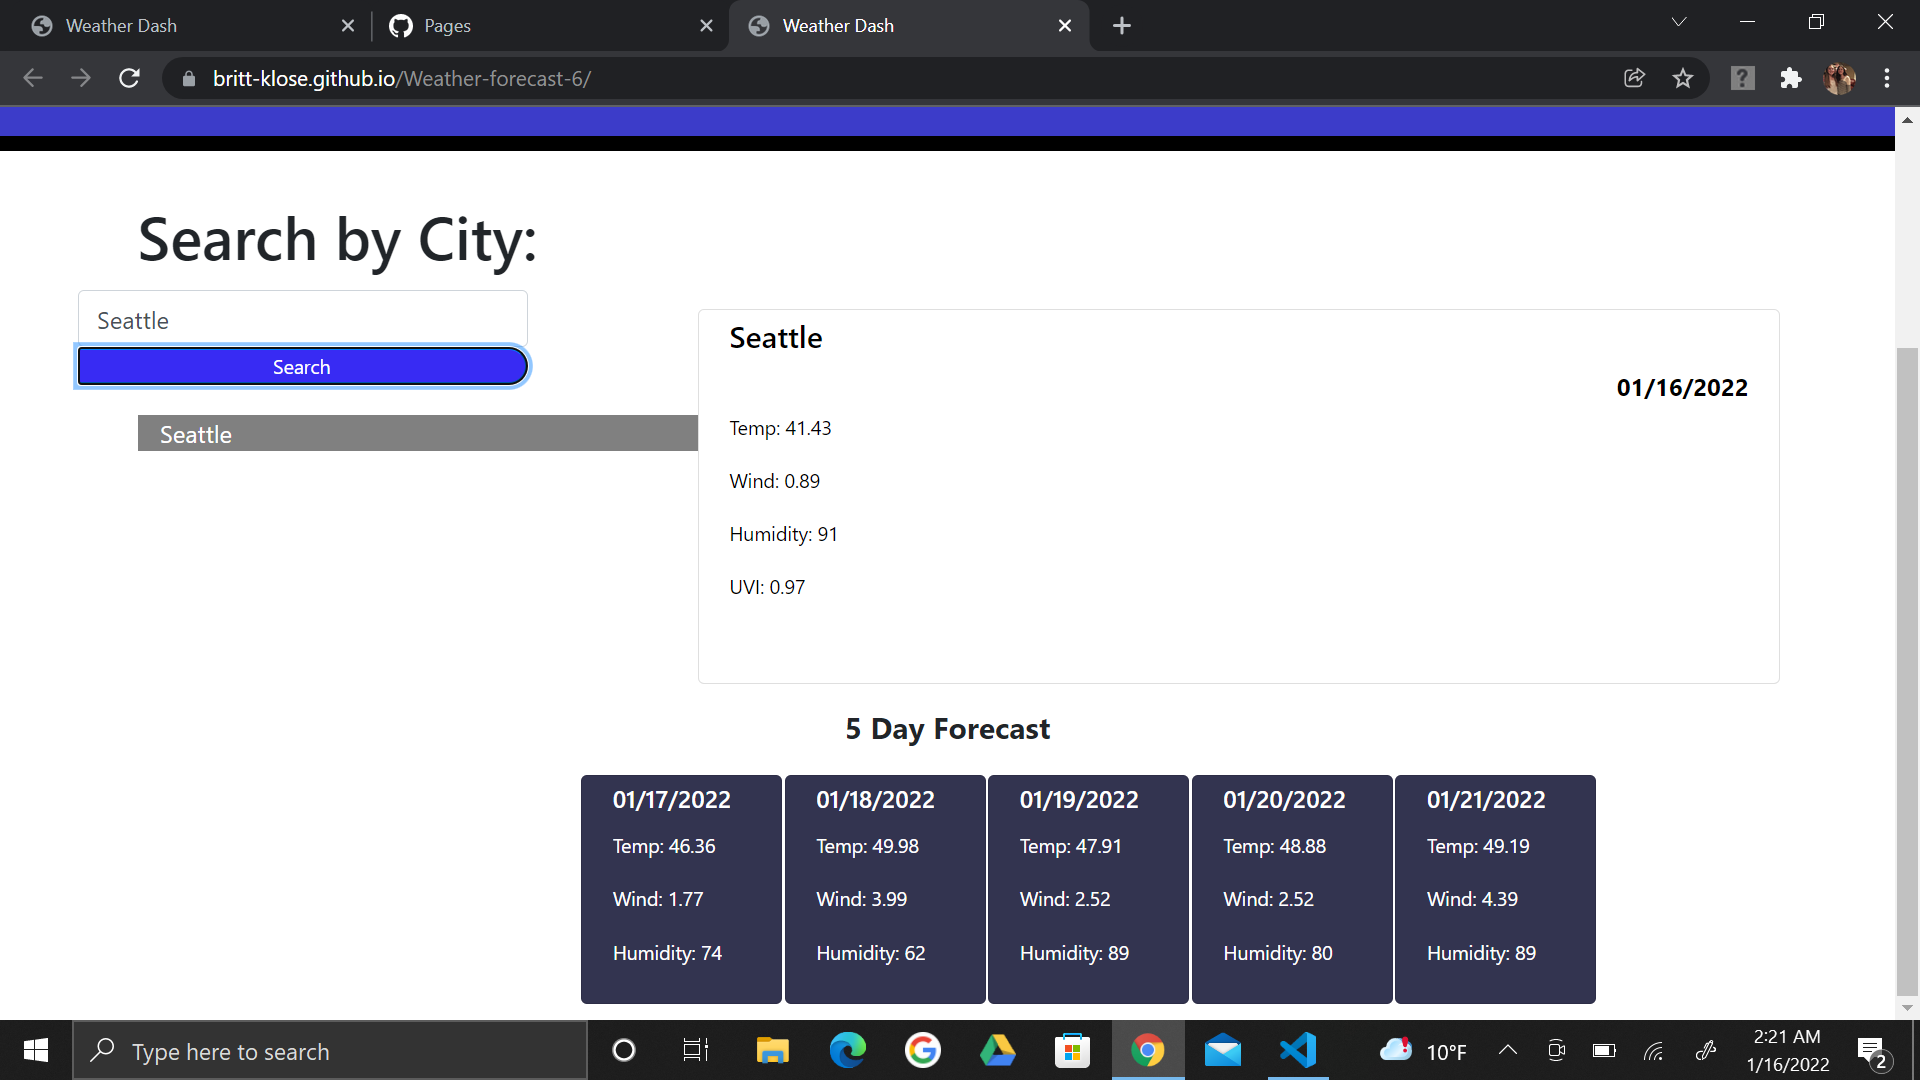 Weather Dash
Pages
Weather Dash
britt-klose.github.io/Weather-forecast-6/
Search by City:
Seattle
Search
Seattle
Seattle
01/16/2022
Temp: 41.43
Wind: 0.89
Humidity: 91
UVI: 0.97
5 Day Forecast
01/17/2022
Temp: 46.36
Wind: 1.77
Humidity: 74
01/18/2022
Temp: 49.98
Wind: 3.99
Humidity: 62
01/19/2022
Temp: 47.91
Wind: 2.52
Humidity: 89
01/20/2022
Temp: 48.88
Wind: 2.52
Humidity: 80
01/21/2022
Temp: 49.19
Wind: 4.39
Humidity: 89
Type here to search
10°F
2:21 AM
1/16/2022
2